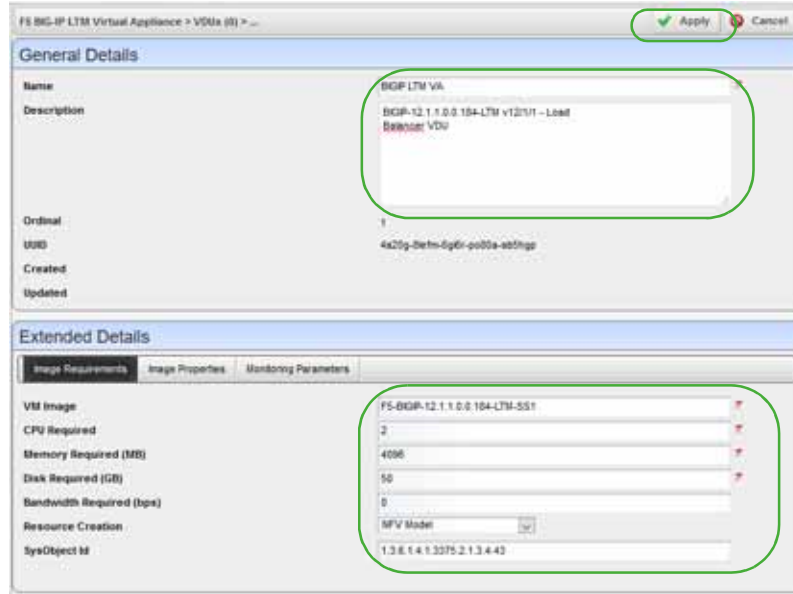 F5 BIG-IP LTM Virtual Appliance > VDUs (0) > ...
Apply
Cancel
General Details
Name
BIGIP LTM VA
Description
BIGIP-12.1.1.0.0.184-LTM v12/1/1 - Load
Balancer VDU
Ordinal
1
UUID
Created
Updated
Extended Details
Image Requirements
Image Properties
Monitoring Parameters
VM Image
F5-BIGIP-12.1.1.0.0.184-LTM-SS1
CPU Required
2
Memory Required (MB)
4096
Disk Required (GB)
50
Bandwidth Required (bps)
0
Resource Creation
NFV Model
SysObject Id
1.3.6.1.4.1.3375.2.1.3.4.43